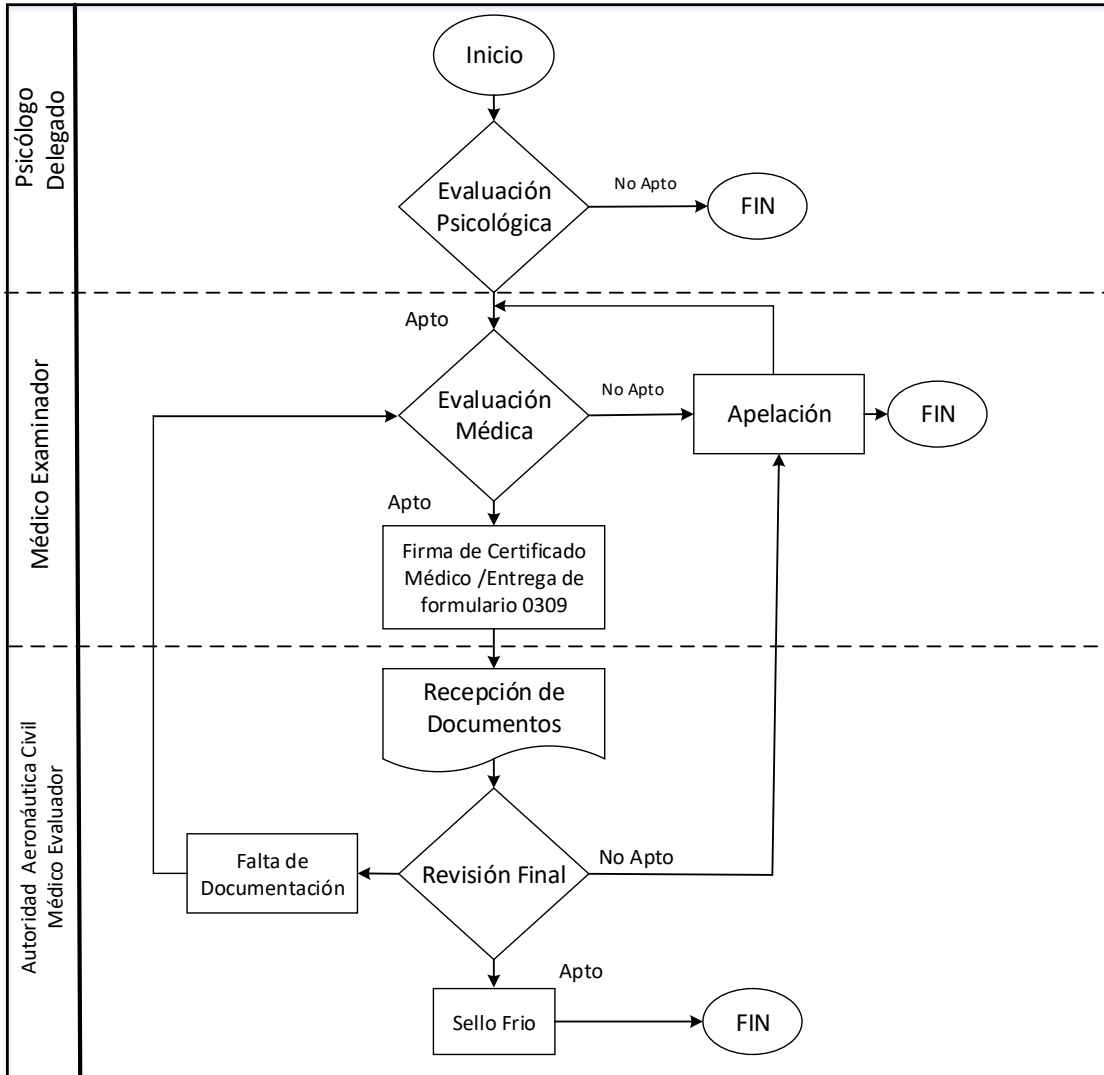 Psicólogo
Delegado
Inicio
Evaluación
Psicológica
No Apto
FIN
Médico Examinador
Apto
Evaluación
Médica
No Apto
Apelación
FIN
Apto
Firma de Certificado
Médico /Entrega de
formulario 0309
Autoridad Aeronáutica Civil
Médico Evaluador
Recepción de
Documentos
Falta de
Documentación
Revisión Final
No Apto
Apto
Sello Frio
FIN